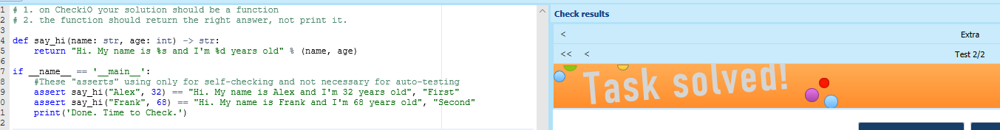 1 # 1. on CheckiO your solution should be a function
2 # 2. the function should return the right answer, not print it.
3
4 def say_hi(name: str, age: int) -> str:
5     return "Hi. My name is %s and I'm %d years old" % (name, age)
6
7 if __name__ == '__main__':
8     #These "asserts" using only for self-checking and not necessary for auto-testing
9     assert say_hi("Alex", 32) == "Hi. My name is Alex and I'm 32 years old", "First"
0     assert say_hi("Frank", 68) == "Hi. My name is Frank and I'm 68 years old", "Second"
1     print('Done. Time to Check.')
2
Check results
< Extra
<< < Test 2/2
Task solved!